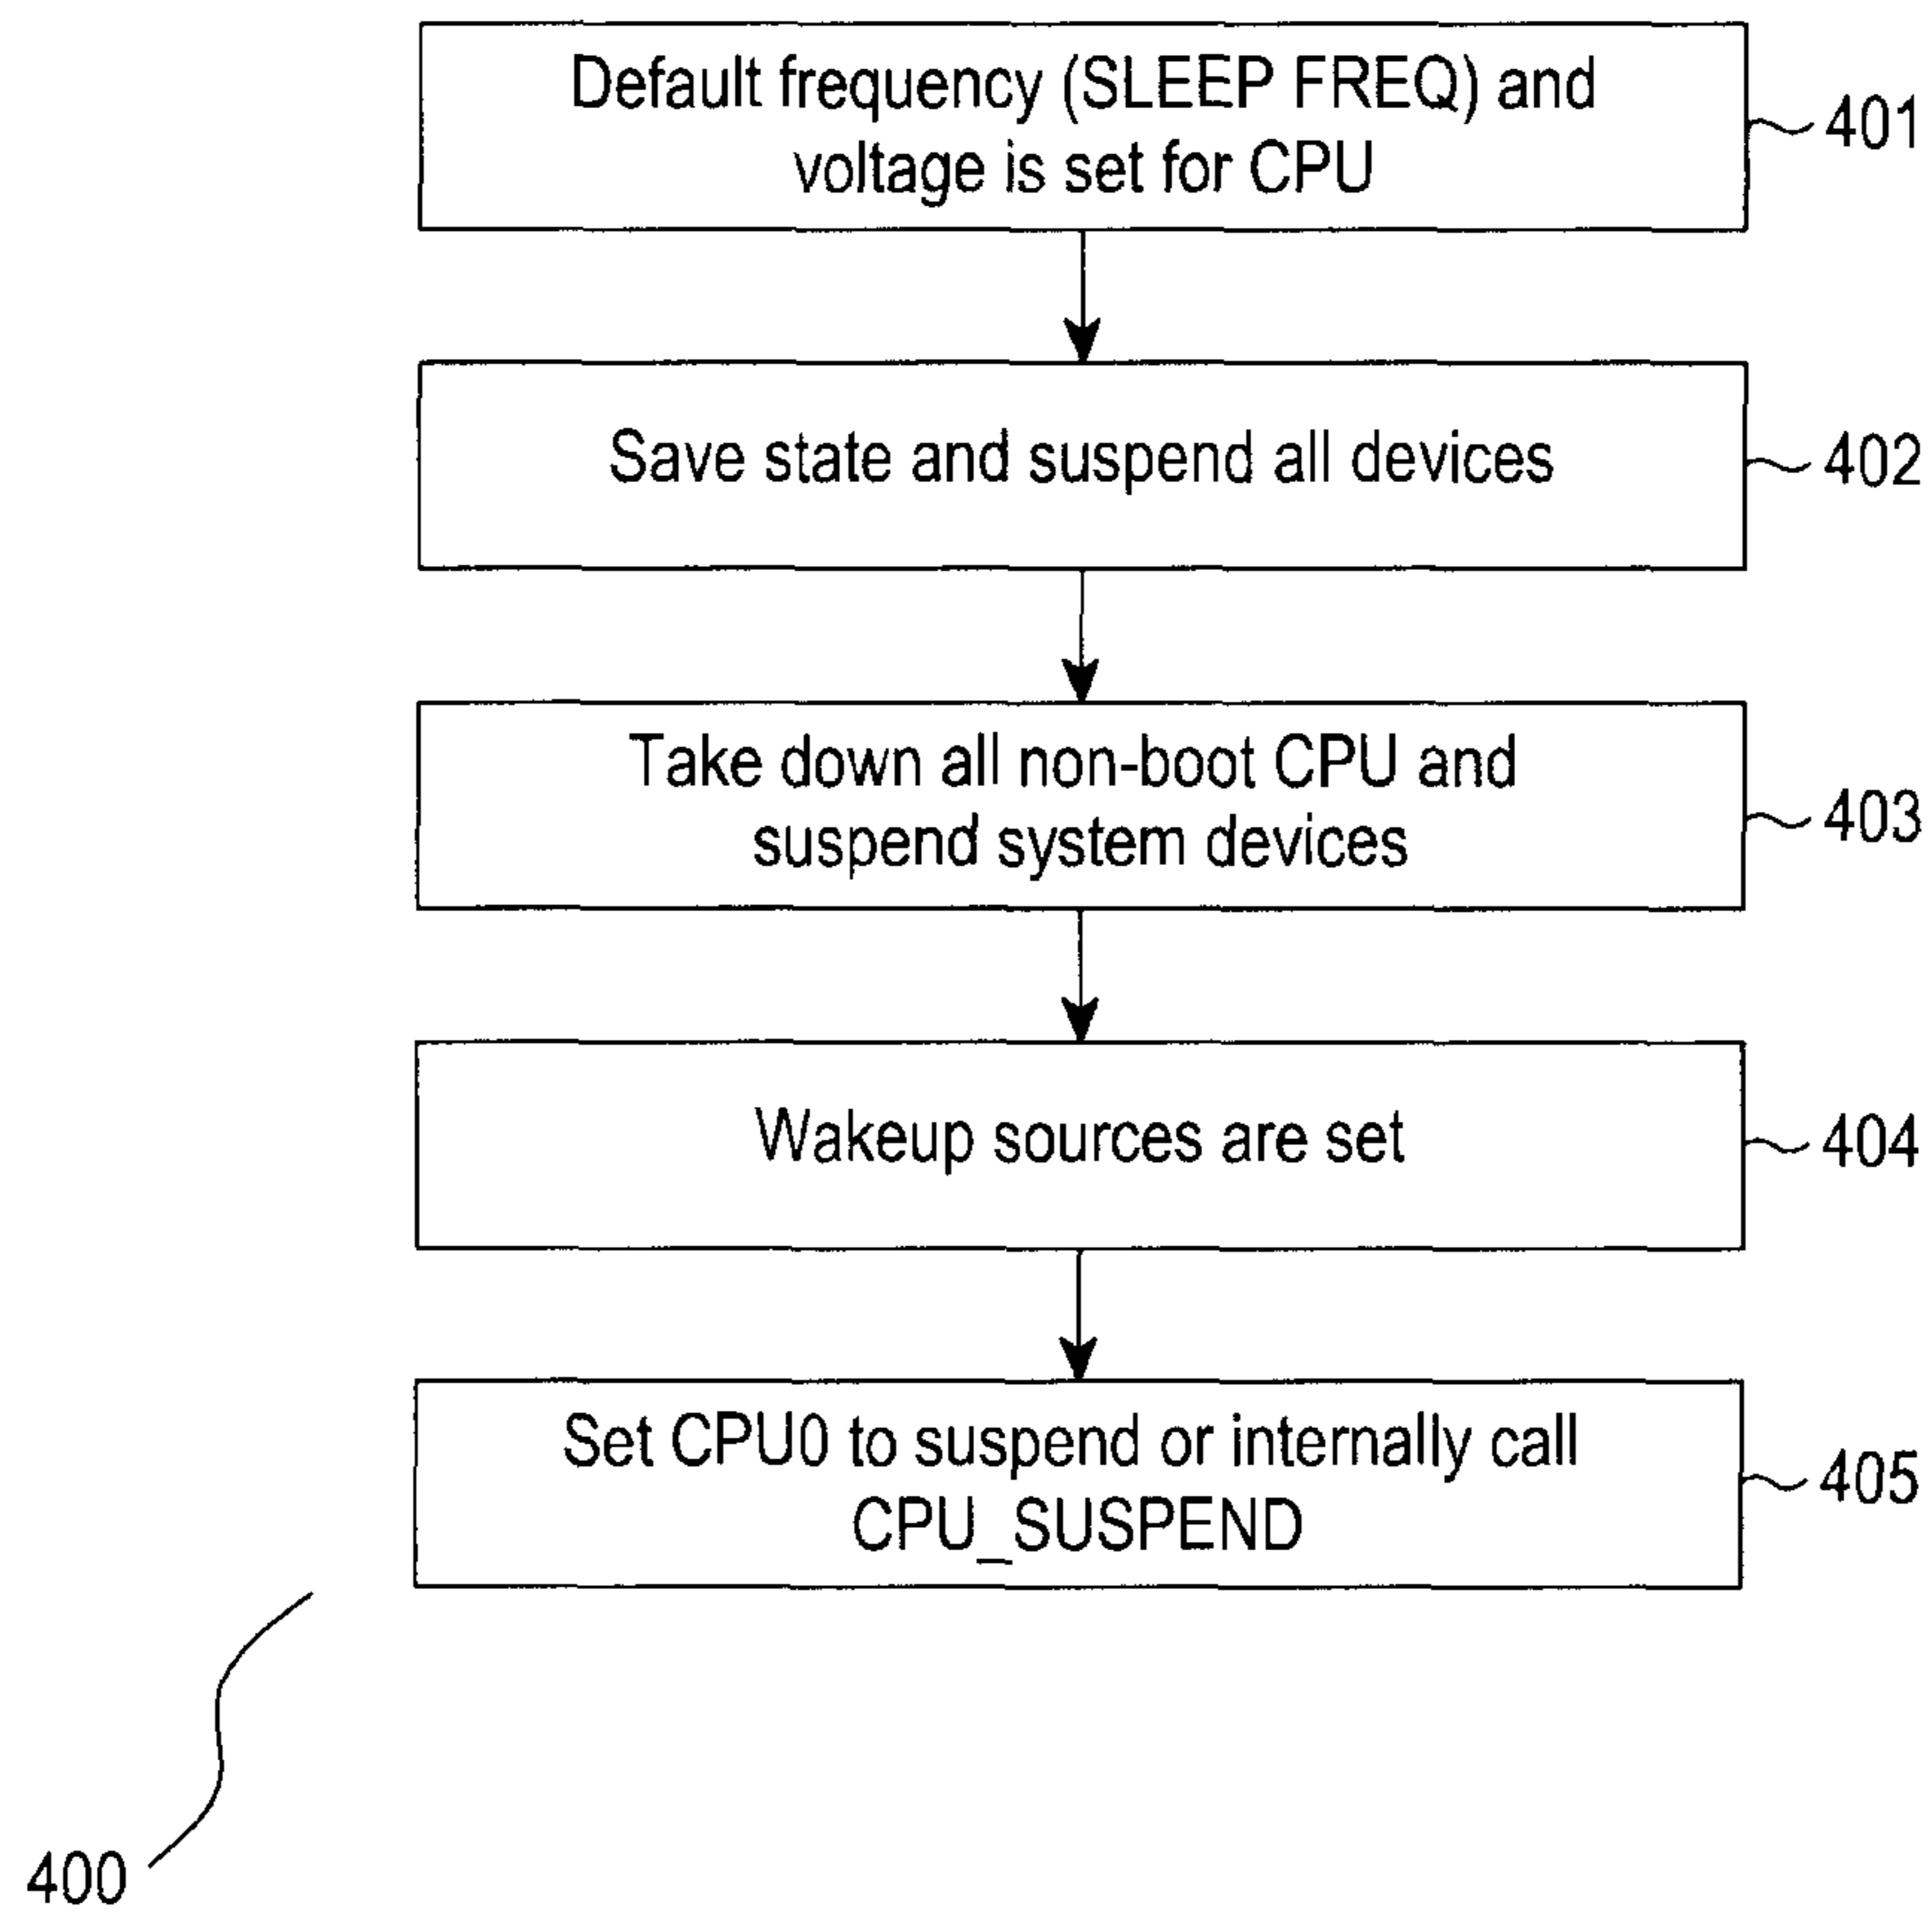 Default frequency (SLEEP FREQ) and
voltage is set for CPU
401
Save state and suspend all devices
402
Take down all non-boot CPU and
suspend system devices
403
Wakeup sources are set
404
Set CPU0 to suspend or internally call
CPU_SUSPEND
405
400